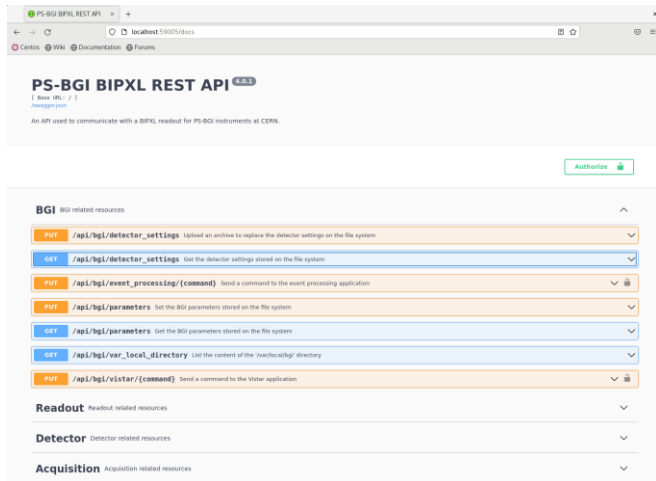 PS-BGI BIPXL REST API × +
localhost:59005/docs
Centos Wiki Documentation Forums
PS-BGI BIPXL REST API 4.0.1
[ Base URL: / ]
/swagger.json
An API used to communicate with a BIPXL readout for PS-BGI instruments at CERN.
Authorize
BGI BGI related resources
PUT /api/bgi/detector_settings Upload an archive to replace the detector settings on the file system
GET /api/bgi/detector_settings Get the detector settings stored on the file system
PUT /api/bgi/event_processing/{command} Send a command to the event processing application
PUT /api/bgi/parameters Set the BGI parameters stored on the file system
GET /api/bgi/parameters Get the BGI parameters stored on the file system
GET /api/bgi/var_local_directory List the content of the '/var/local/bgi' directory
PUT /api/bgi/vistar/{command} Send a command to the Vistar application
Readout Readout related resources
Detector Detector related resources
Acquisition Acquisition related resources